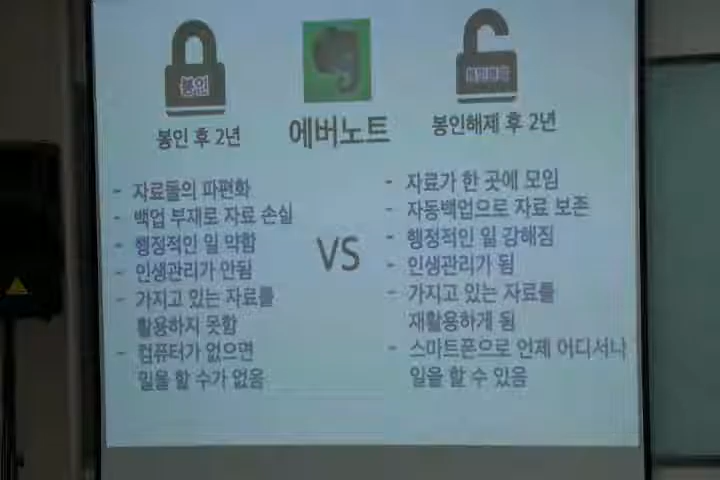 봉인
봉인해제
봉인 후 2년
에버노트
봉인해제 후 2년
- 자료들의 파편화
- 백업 부재로 자료 손실
- 행정적인 일 약함
- 인생관리가 안됨
- 가지고 있는 자료를
활용하지 못함
- 컴퓨터가 없으면
일을 할 수가 없음
VS
- 자료가 한 곳에 모임
- 자동백업으로 자료 보존
- 행정적인 일 강해짐
- 인생관리가 됨
- 가지고 있는 자료를
재활용하게 됨
- 스마트폰으로 언제 어디서나
일을 할 수 있음